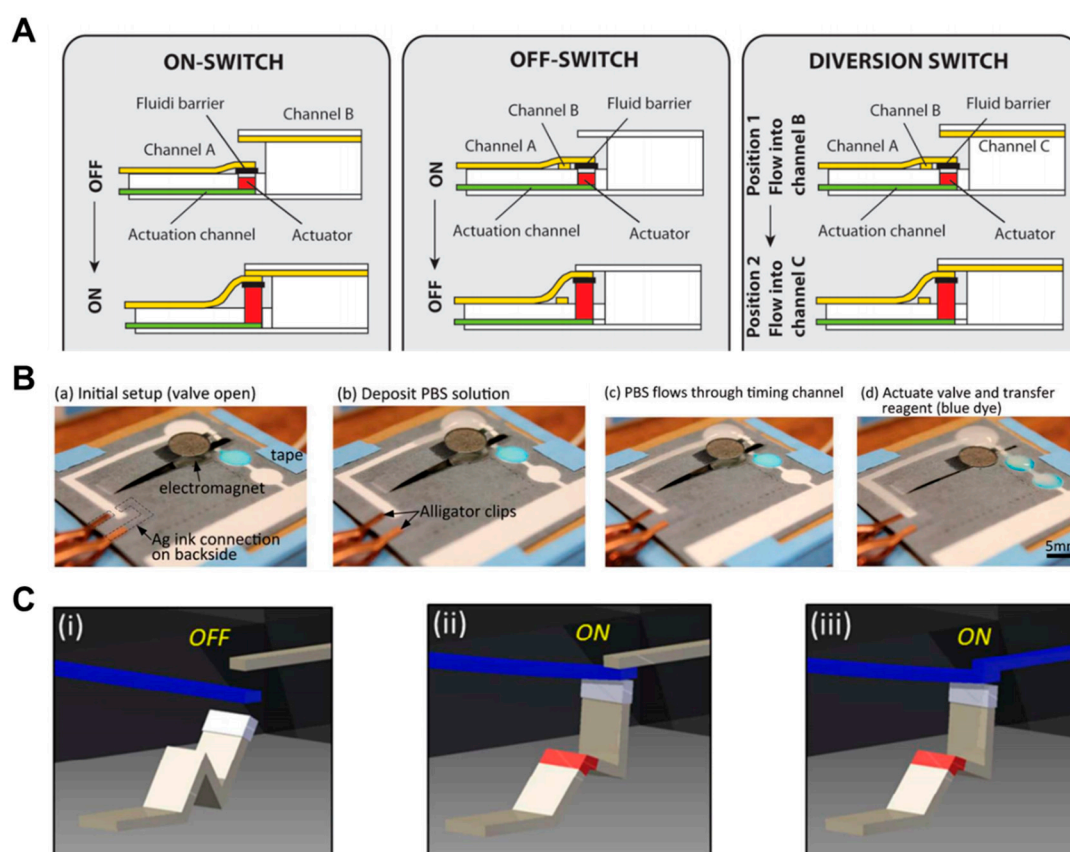 A
ON-SWITCH
Fluidi barrier
Channel B
Channel A
OFF
ON
Actuation channel
Actuator
OFF-SWITCH
Channel B
Fluid barrier
Channel A
ON
OFF
Actuation channel
Actuator
DIVERSION SWITCH
Channel B
Fluid barrier
Channel A
Channel C
Position 1
Flow into
channel B
Position 2
Flow into
channel C
Actuation channel
Actuator
B
(a) Initial setup (valve open)
tape
electromagnet
Ag ink connection
on backside
(b) Deposit PBS solution
Alligator clips
(c) PBS flows through timing channel
(d) Actuate valve and transfer
reagent (blue dye)
5mm
C
(i)
OFF
(ii)
ON
(iii)
ON